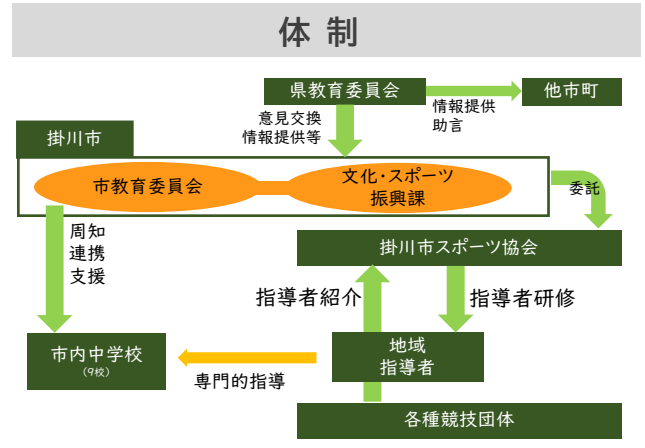 体 制
県教育委員会
情報提供
助言
他市町
意見交換
情報提供等
掛川市
市教育委員会
文化・スポーツ
振興課
委託
周知
連携
支援
掛川市スポーツ協会
指導者紹介
指導者研修
市内中学校
(9校)
専門的指導
地域
指導者
各種競技団体